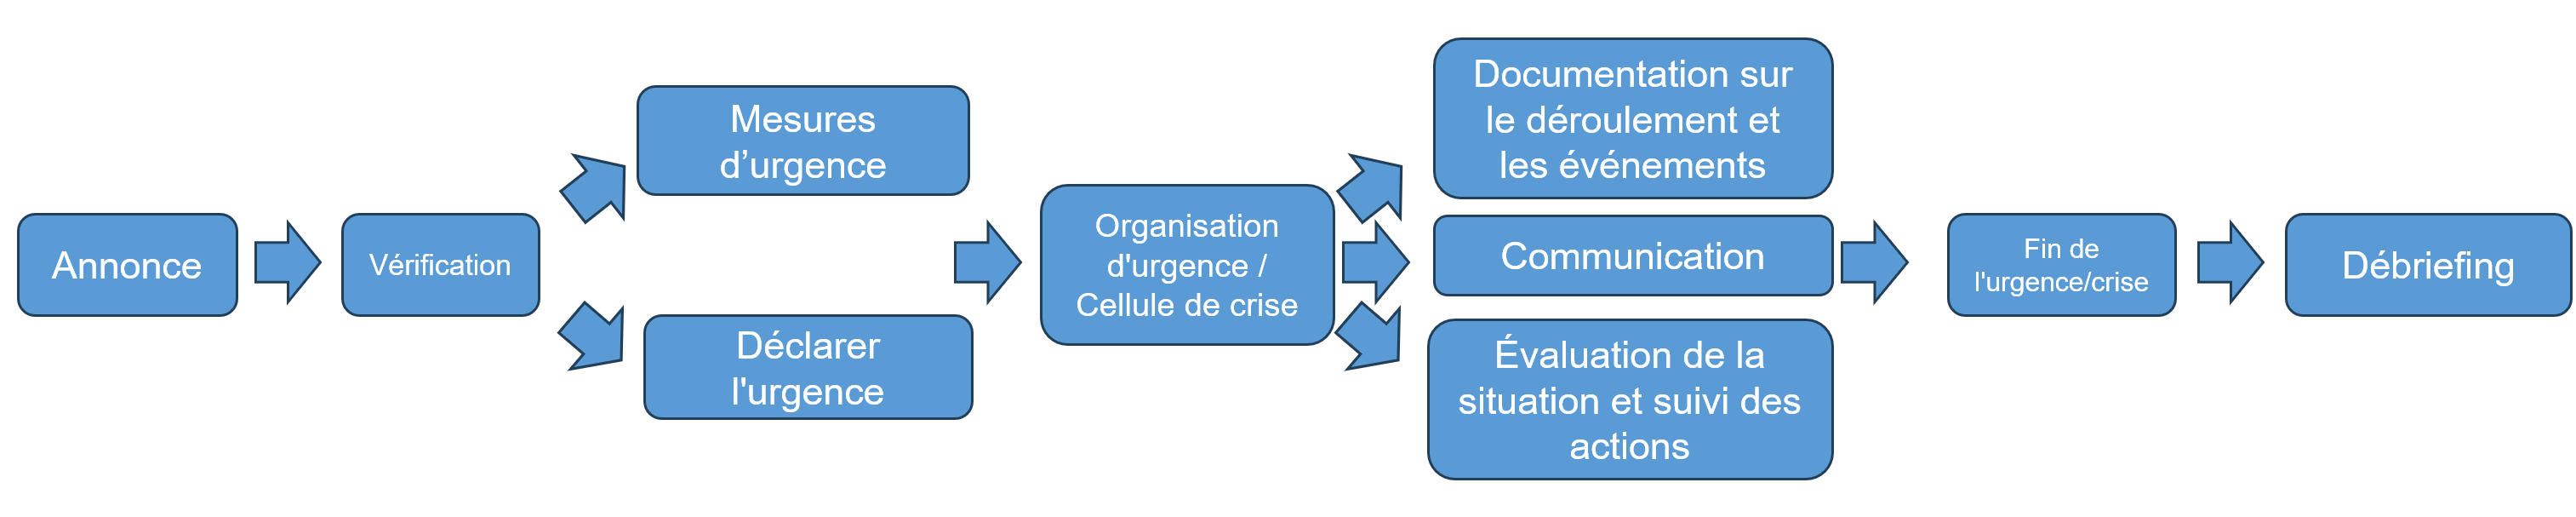 Annonce
Vérification
Mesures
d’urgence
Déclarer
l'urgence
Organisation
d'urgence /
Cellule de crise
Documentation sur
le déroulement et
les événements
Communication
Évaluation de la
situation et suivi des
actions
Fin de
l'urgence/crise
Débriefing